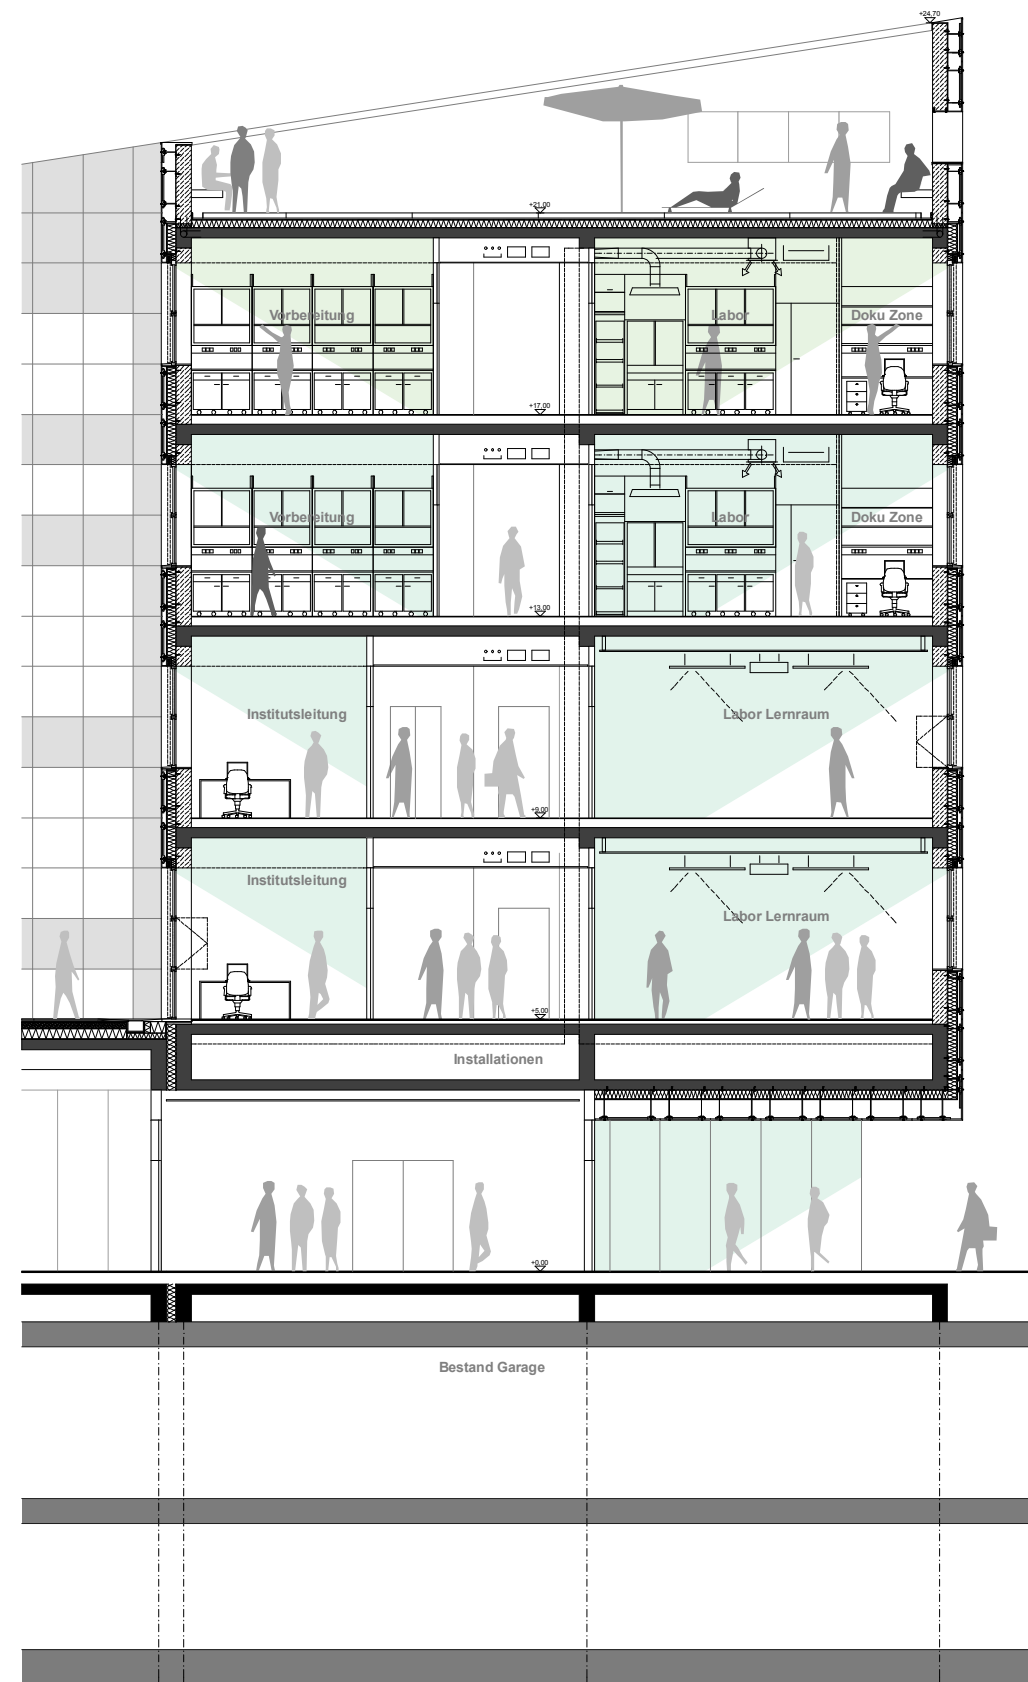 +24,70
+21,00
Vorbereitung
Labor
Doku Zone
+17,00
Vorbereitung
Labor
Doku Zone
+13,00
Institutsleitung
Labor Lernraum
+9,00
Institutsleitung
Labor Lernraum
+5,00
Installationen
+0,00
Bestand Garage